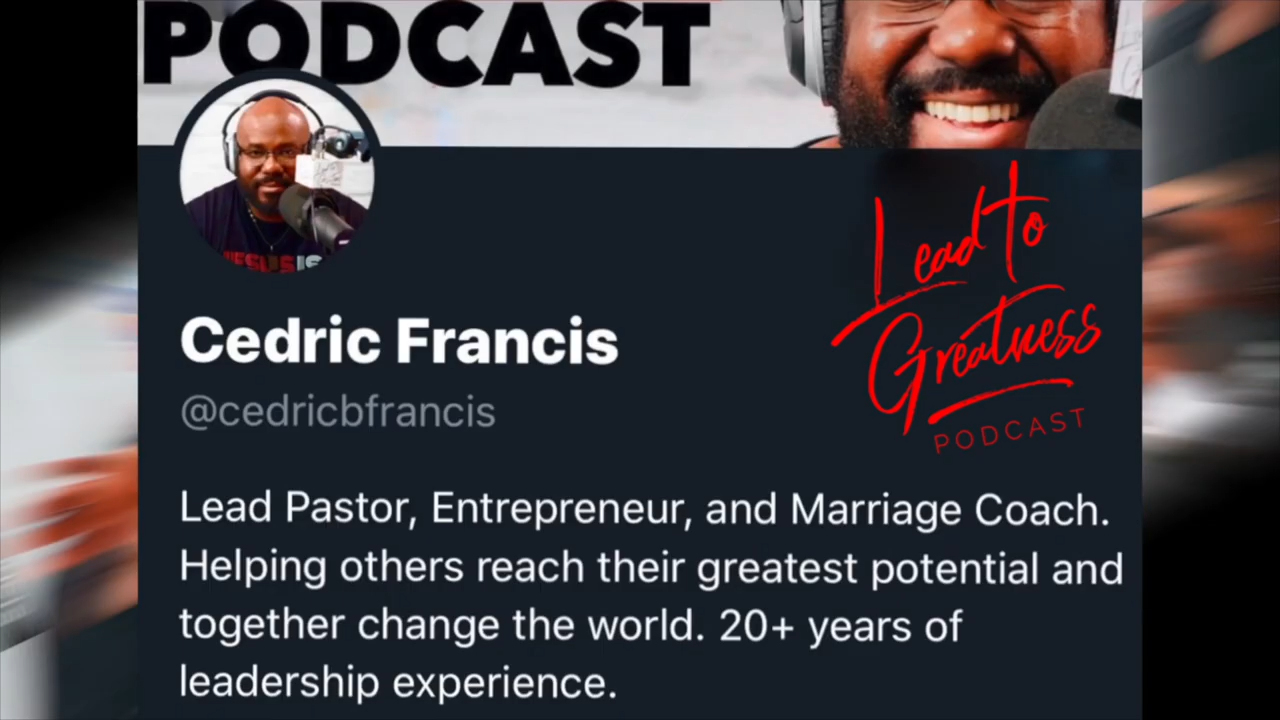 PODCAST
Lead to
Greatness
PODCAST
Cedric Francis
@cedricbfrancis
Lead Pastor, Entrepreneur, and Marriage Coach.
Helping others reach their greatest potential and
together change the world. 20+ years of
leadership experience.